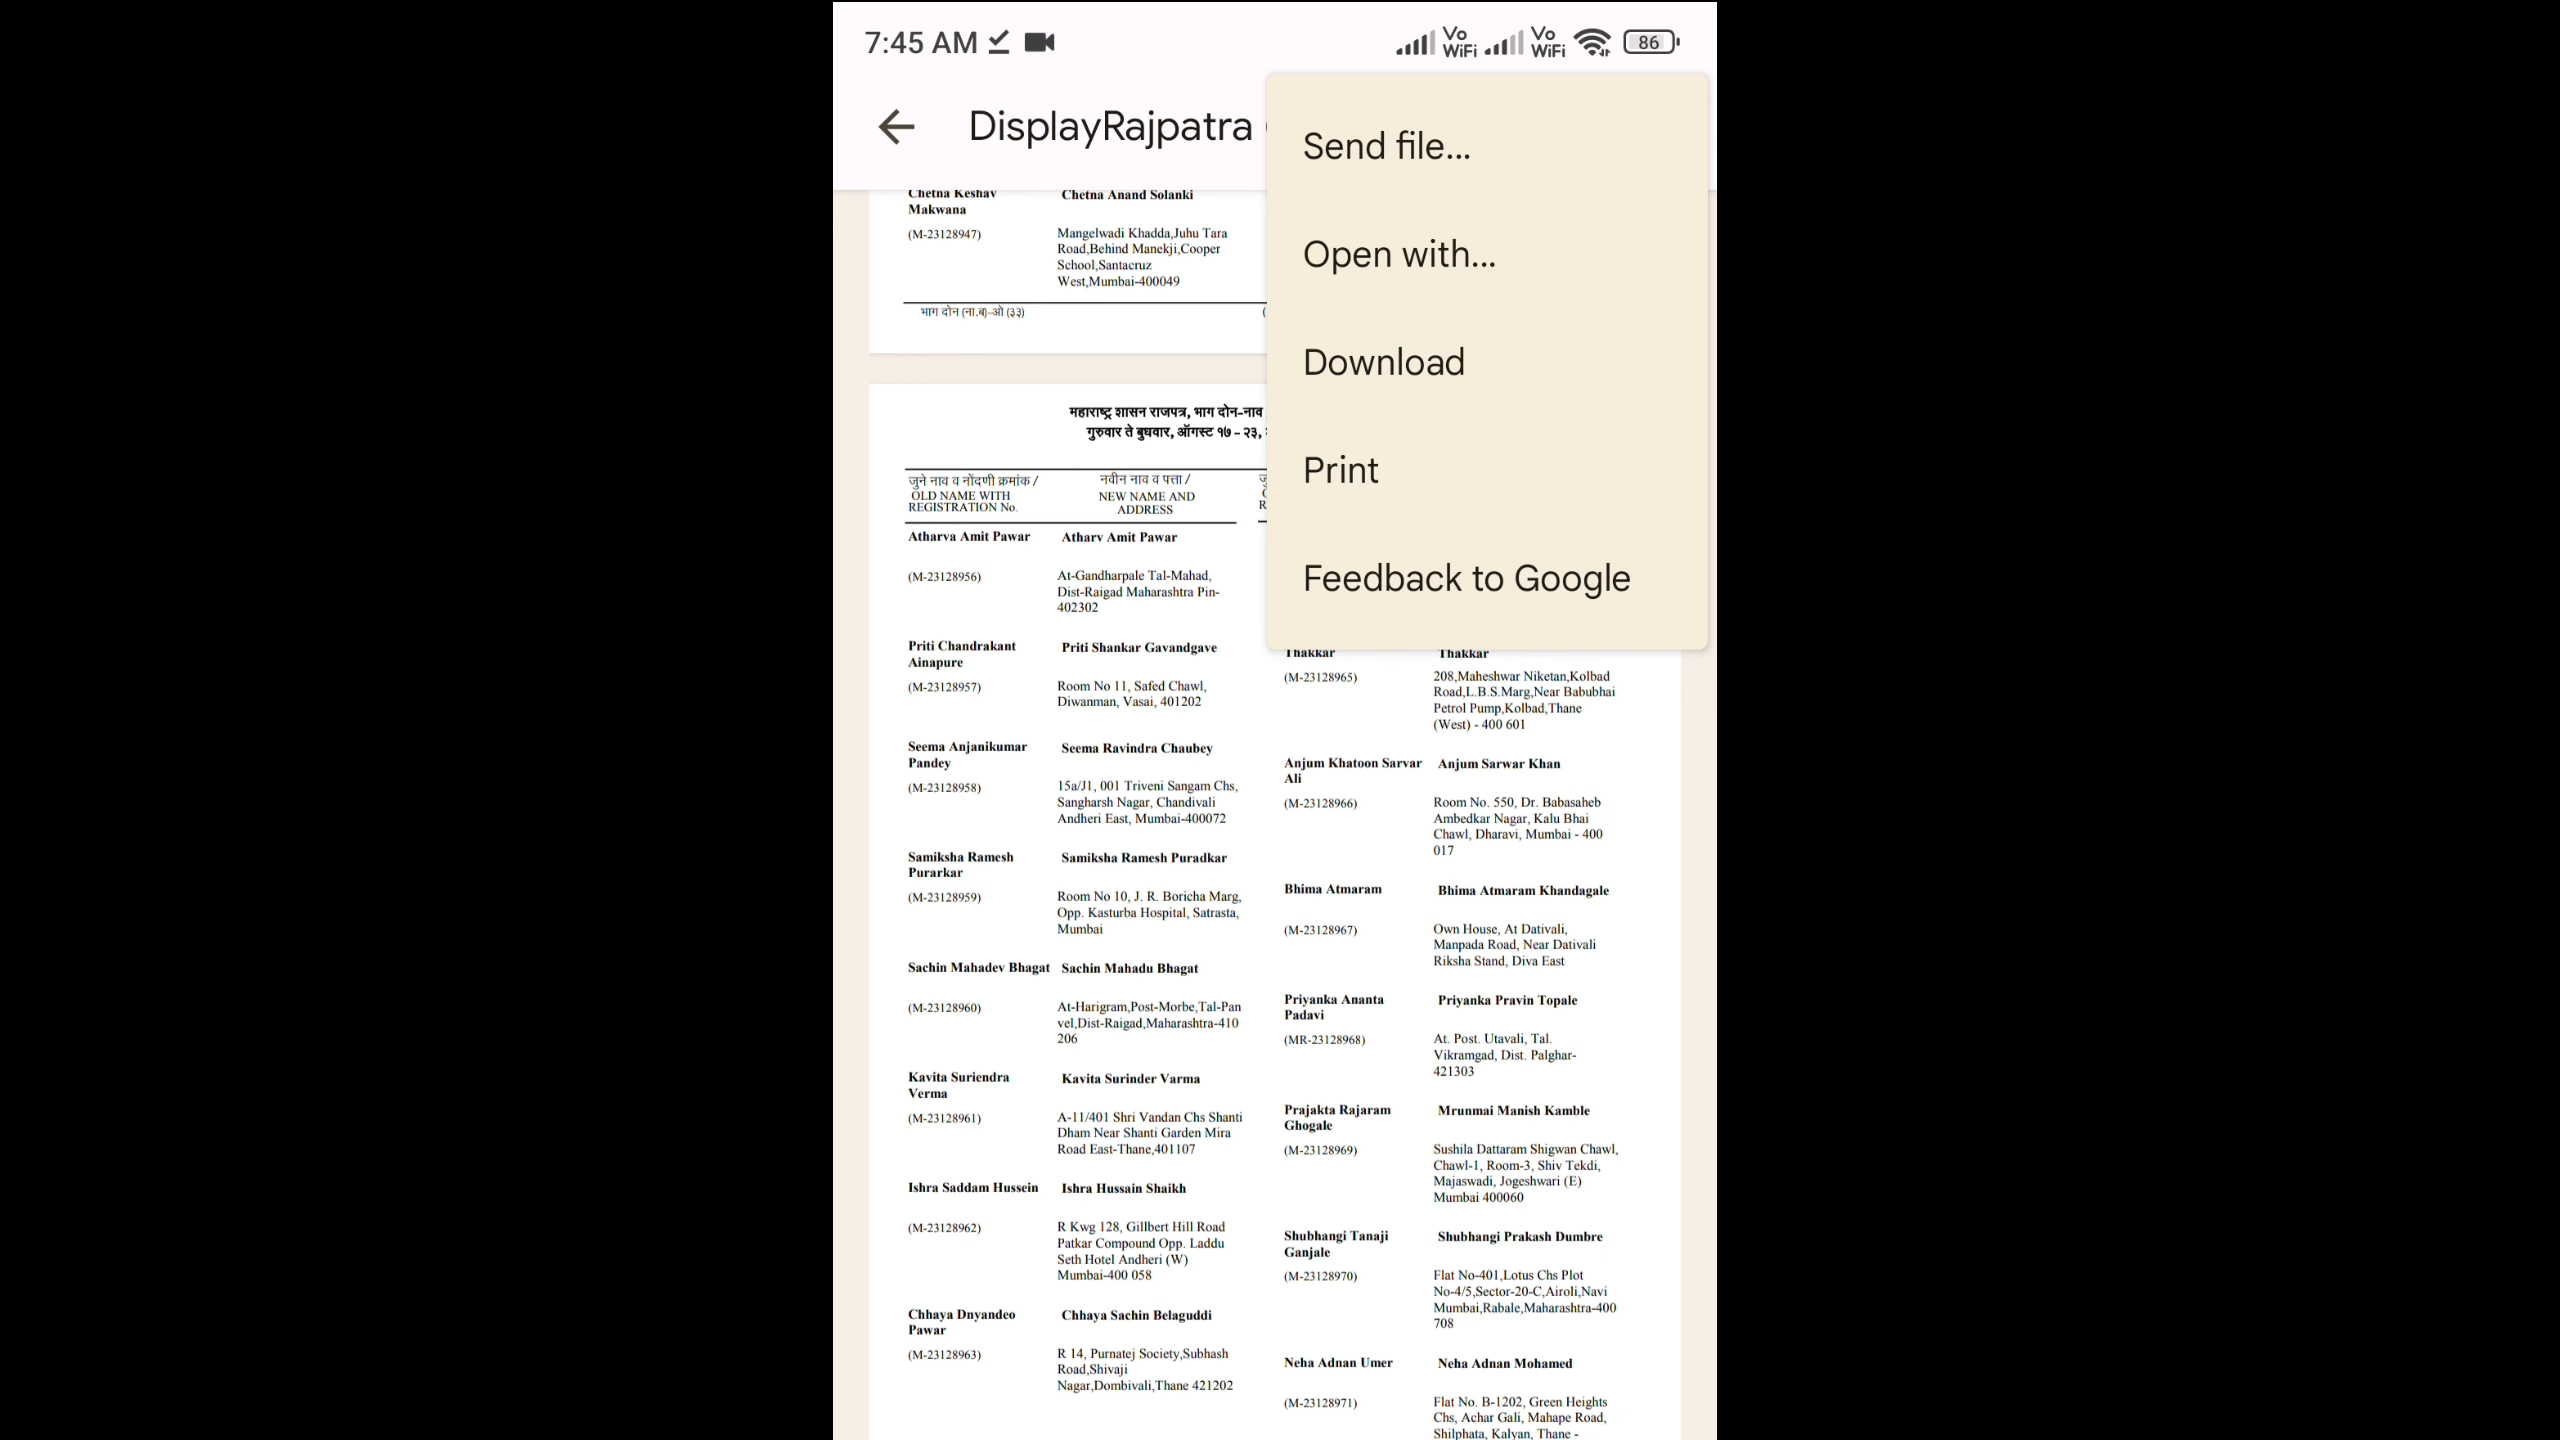 7:45 AM
Vo WiFi Vo WiFi 86
DisplayRajpatra
Send file...
Open with...
Download
Print
Feedback to Google
Chetna Keshav
Makwana
Chetna Anand Solanki
(M-23128947)
Mangelwadi Khadda,Juhu Tara
Road,Behind Manekji,Cooper
School,Santacruz
West,Mumbai-400049
भाग दोन (ना.ब)-ओ (३३)
महाराष्ट्र शासन राजपत्र, भाग दोन-नाव
गुरुवार ते बुधवार, ऑगस्ट १७ - २३,
जुने नाव व नोंदणी क्रमांक /
OLD NAME WITH
REGISTRATION No.
नवीन नाव व पत्ता /
NEW NAME AND
ADDRESS
Atharva Amit Pawar
Atharv Amit Pawar
(M-23128956)
At-Gandharpale Tal-Mahad,
Dist-Raigad Maharashtra Pin-
402302
Priti Chandrakant
Ainapure
Priti Shankar Gavandgave
(M-23128957)
Room No 11, Safed Chawl,
Diwanman, Vasai, 401202
Seema Anjanikumar
Pandey
Seema Ravindra Chaubey
(M-23128958)
15a/J1, 001 Triveni Sangam Chs,
Sangharsh Nagar, Chandivali
Andheri East, Mumbai-400072
Samiksha Ramesh
Purarkar
Samiksha Ramesh Puradkar
(M-23128959)
Room No 10, J. R. Boricha Marg,
Opp. Kasturba Hospital, Satrasta,
Mumbai
Sachin Mahadev Bhagat
Sachin Mahadu Bhagat
(M-23128960)
At-Harigram,Post-Morbe,Tal-Pan
vel,Dist-Raigad,Maharashtra-410
206
Kavita Suriendra
Verma
Kavita Surinder Varma
(M-23128961)
A-11/401 Shri Vandan Chs Shanti
Dham Near Shanti Garden Mira
Road East-Thane,401107
Ishra Saddam Hussein
Ishra Hussain Shaikh
(M-23128962)
R Kwg 128, Gillbert Hill Road
Patkar Compound Opp. Laddu
Seth Hotel Andheri (W)
Mumbai-400 058
Chhaya Dnyandeo
Pawar
Chhaya Sachin Belaguddi
(M-23128963)
R 14, Purnatej Society,Subhash
Road,Shivaji
Nagar,Dombivali,Thane 421202
Thakkar
Thakkar
(M-23128965)
208,Maheshwar Niketan,Kolbad
Road,L.B.S.Marg,Near Babubhai
Petrol Pump,Kolbad,Thane
(West) - 400 601
Anjum Khatoon Sarvar
Ali
Anjum Sarwar Khan
(M-23128966)
Room No. 550, Dr. Babasaheb
Ambedkar Nagar, Kalu Bhai
Chawl, Dharavi, Mumbai - 400
017
Bhima Atmaram
Bhima Atmaram Khandagale
(M-23128967)
Own House, At Dativali,
Manpada Road, Near Dativali
Riksha Stand, Diva East
Priyanka Ananta
Padavi
Priyanka Pravin Topale
(MR-23128968)
At. Post. Utavali, Tal.
Vikramgad, Dist. Palghar-
421303
Prajakta Rajaram
Ghogale
Mrunmai Manish Kamble
(M-23128969)
Sushila Dattaram Shigwan Chawl,
Chawl-1, Room-3, Shiv Tekdi,
Majaswadi, Jogeshwari (E)
Mumbai 400060
Shubhangi Tanaji
Ganjale
Shubhangi Prakash Dumbre
(M-23128970)
Flat No-401,Lotus Chs Plot
No-4/5,Sector-20-C,Airoli,Navi
Mumbai,Rabale,Maharashtra-400
708
Neha Adnan Umer
Neha Adnan Mohamed
(M-23128971)
Flat No. B-1202, Green Heights
Chs, Achar Gali, Mahape Road,
Shilphata, Kalyan, Thane -